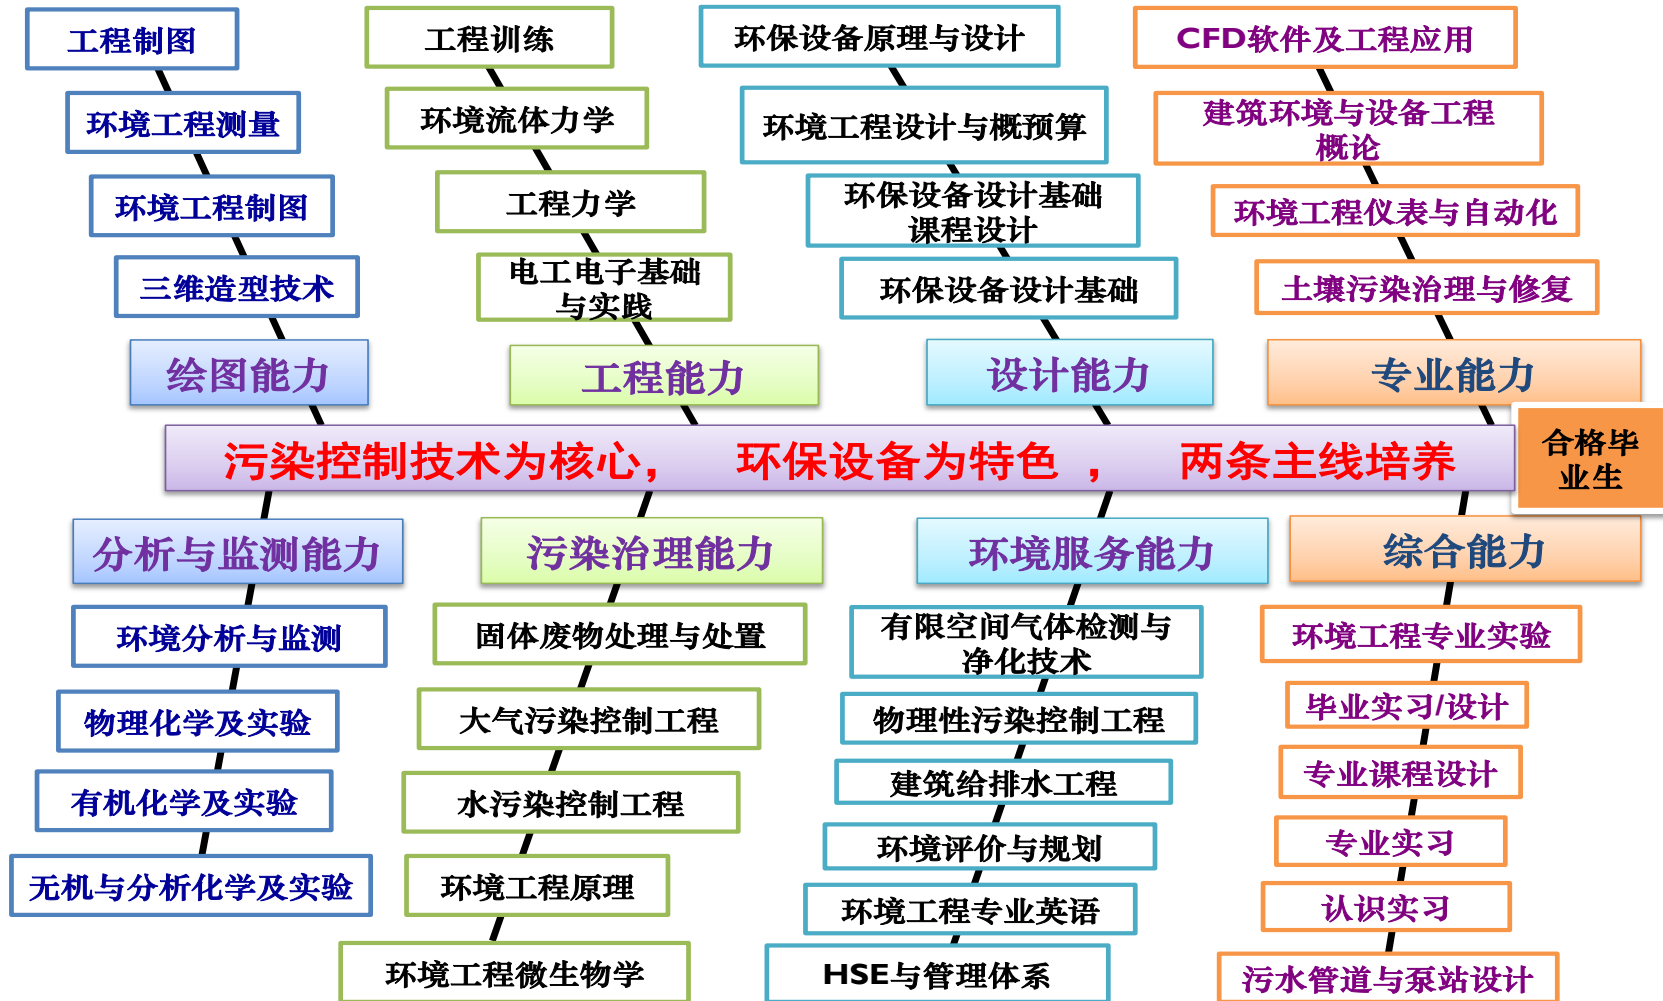 工程制图
环境工程测量
环境工程制图
三维造型技术
绘图能力
工程训练
环境流体力学
工程力学
电工电子基础
与实践
工程能力
环保设备原理与设计
环境工程设计与概预算
环保设备设计基础
课程设计
环保设备设计基础
设计能力
CFD软件及工程应用
建筑环境与设备工程
概论
环境工程仪表与自动化
土壤污染治理与修复
专业能力
污染控制技术为核心， 环保设备为特色 ， 两条主线培养
合格毕
业生
分析与监测能力
环境分析与监测
物理化学及实验
有机化学及实验
无机与分析化学及实验
污染治理能力
固体废物处理与处置
大气污染控制工程
水污染控制工程
环境工程原理
环境工程微生物学
环境服务能力
有限空间气体检测与
净化技术
物理性污染控制工程
建筑给排水工程
环境评价与规划
环境工程专业英语
HSE与管理体系
综合能力
环境工程专业实验
毕业实习/设计
专业课程设计
专业实习
认识实习
污水管道与泵站设计